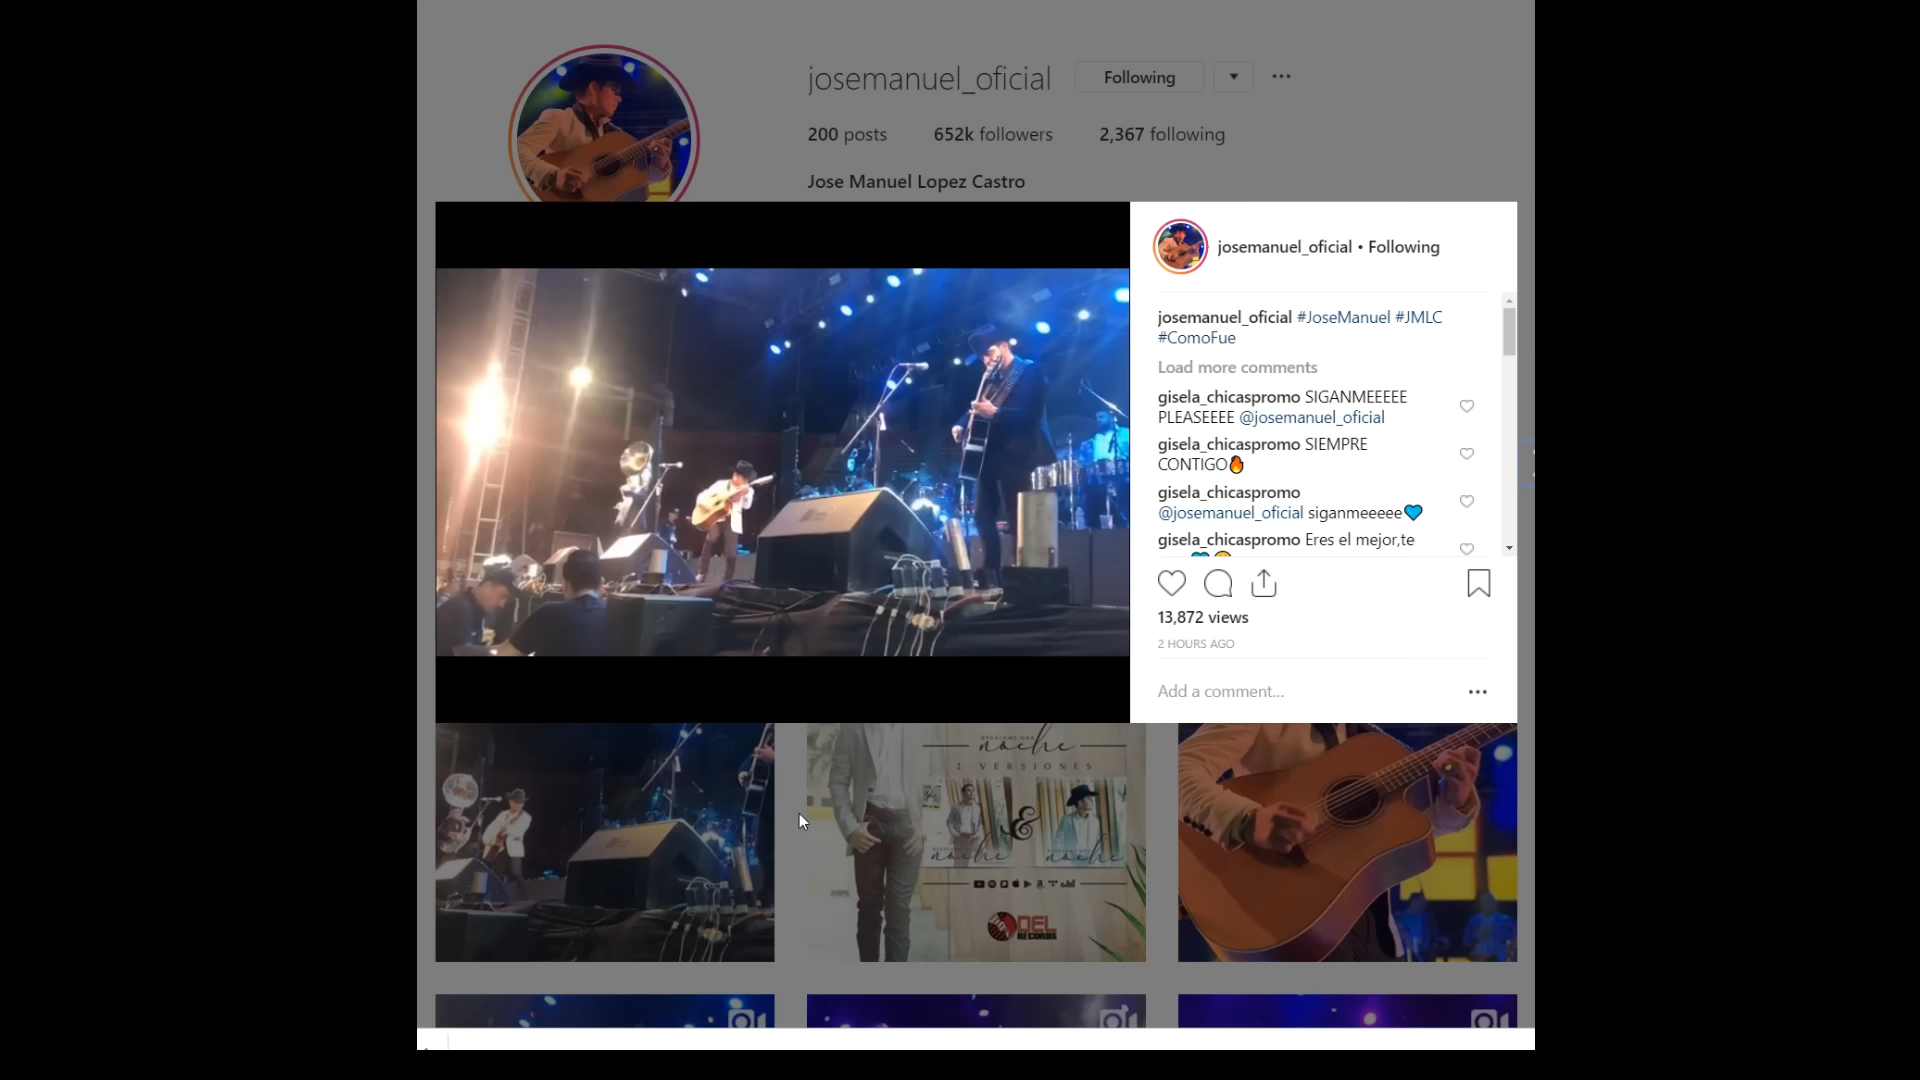 josemanuel_oficial Following
200 posts 652k followers 2,367 following
Jose Manuel Lopez Castro
josemanuel_oficial • Following
josemanuel_oficial #JoseManuel #JMLC
#ComoFue
Load more comments
gisela_chicaspromo SIGANMEEEEE
PLEASEEEE @josemanuel_oficial
gisela_chicaspromo SIEMPRE
CONTIGO🔥
gisela_chicaspromo
@josemanuel_oficial siganmeeeee💙
gisela_chicaspromo Eres el mejor,te
13,872 views
2 HOURS AGO
Add a comment...
noche
2 VERSIONES
&
noche noche
DEL
RECORDS